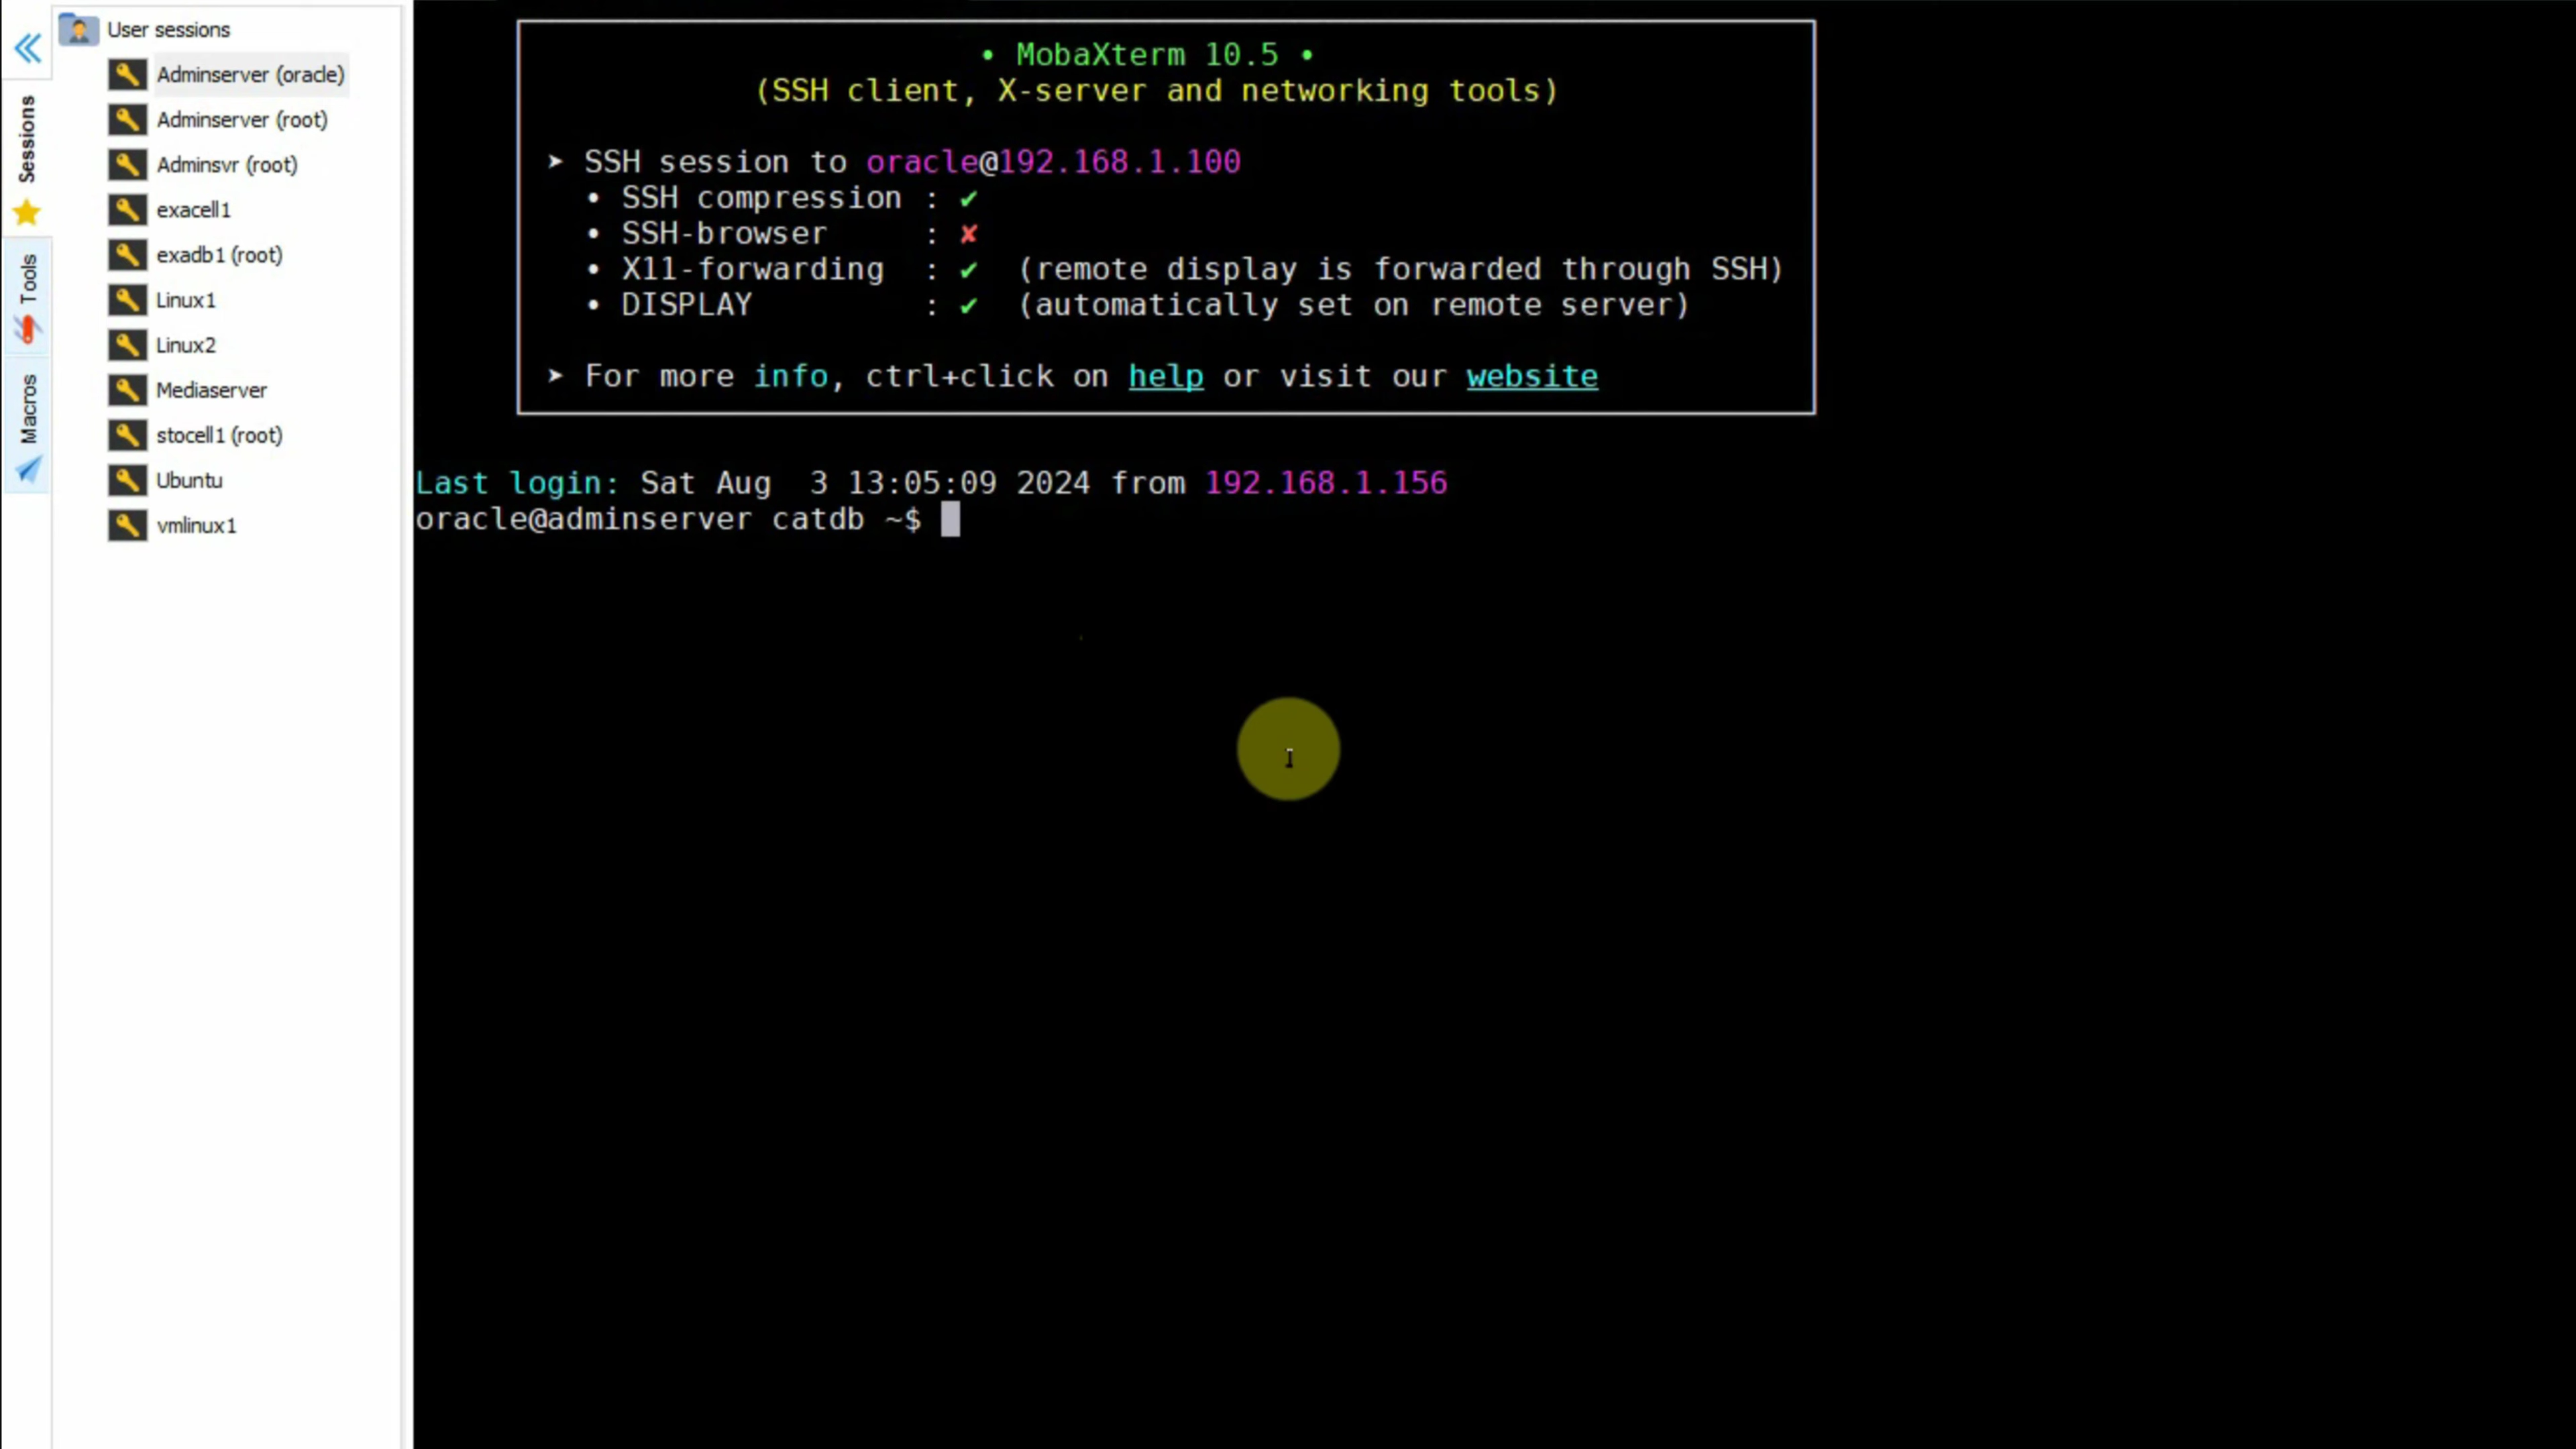 User sessions
Adminserver (oracle)
Adminserver (root)
Adminsvr (root)
exacell1
exadb1 (root)
Linux1
Linux2
Mediaserver
stocell1 (root)
Ubuntu
vmlinux1
Sessions
Tools
Macros
• MobaXterm 10.5 •
(SSH client, X-server and networking tools)
➤ SSH session to oracle@192.168.1.100
• SSH compression : ✔
• SSH-browser     : ✘
• X11-forwarding  : ✔  (remote display is forwarded through SSH)
• DISPLAY         : ✔  (automatically set on remote server)
➤ For more info, ctrl+click on help or visit our website
Last login: Sat Aug  3 13:05:09 2024 from 192.168.1.156
oracle@adminserver catdb ~$